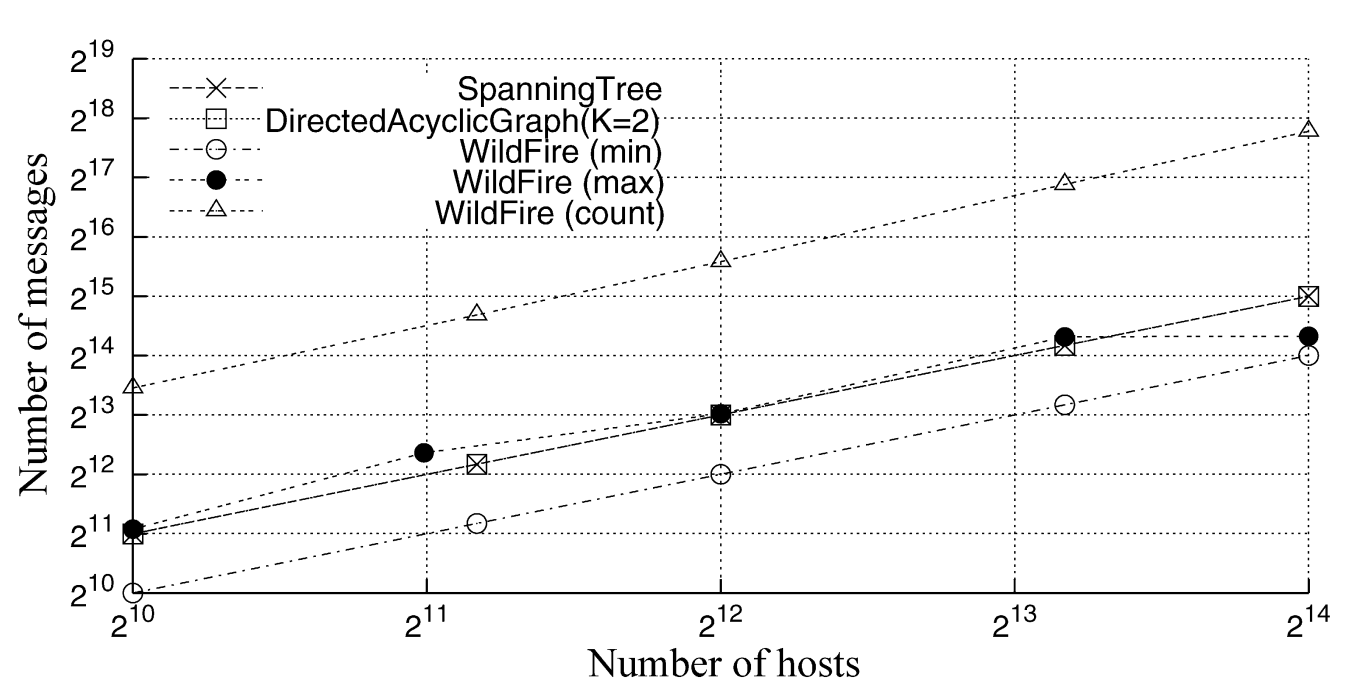 2^19
2^18
2^17
2^16
2^15
2^14
2^13
2^12
2^11
2^10
Number of messages
SpanningTree
DirectedAcyclicGraph(K=2)
WildFire (min)
WildFire (max)
WildFire (count)
2^10 2^11 2^12 2^13 2^14
Number of hosts